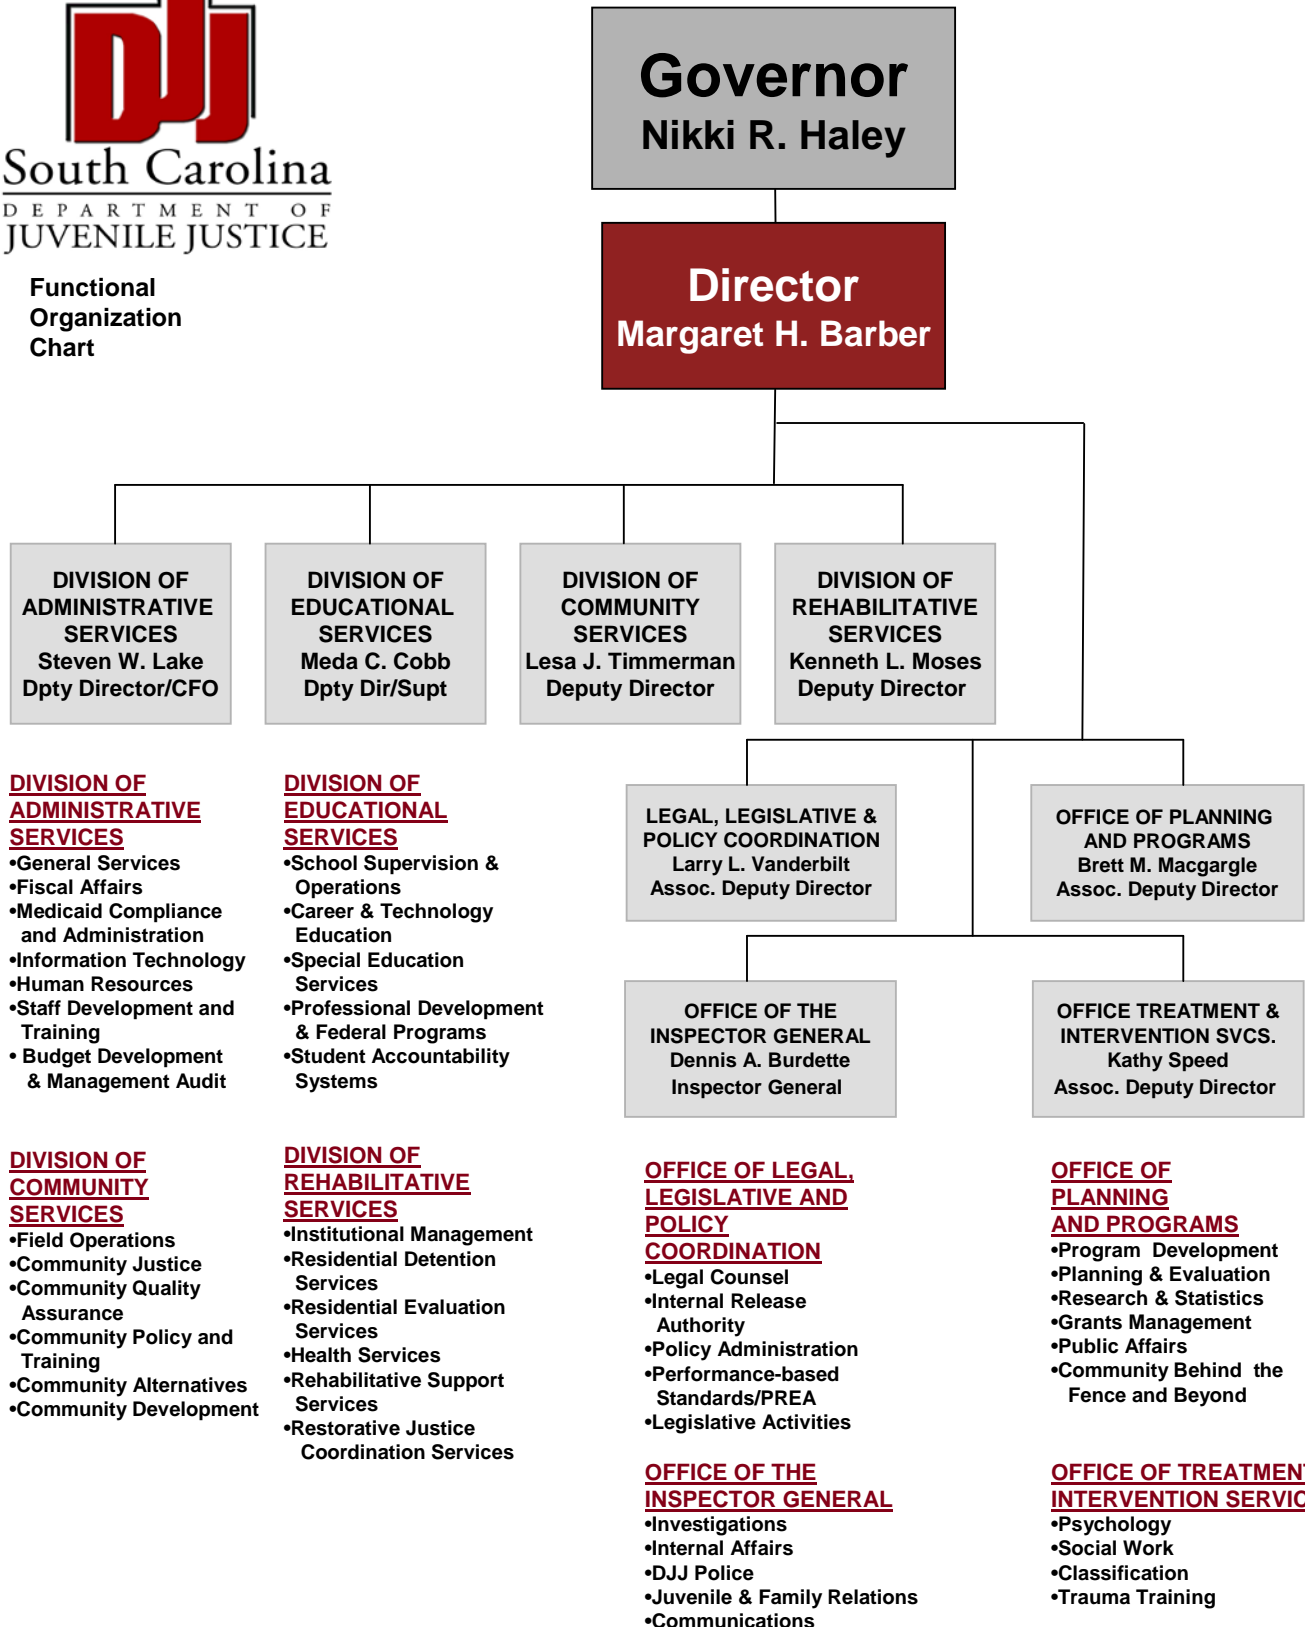 DJJ
South Carolina
DEPARTMENT OF
JUVENILE JUSTICE
Functional
Organization
Chart
Governor
Nikki R. Haley
Director
Margaret H. Barber
DIVISION OF
ADMINISTRATIVE
SERVICES
Steven W. Lake
Dpty Director/CFO
DIVISION OF
EDUCATIONAL
SERVICES
Meda C. Cobb
Dpty Dir/Supt
DIVISION OF
COMMUNITY
SERVICES
Lesa J. Timmerman
Deputy Director
DIVISION OF
REHABILITATIVE
SERVICES
Kenneth L. Moses
Deputy Director
LEGAL, LEGISLATIVE &
POLICY COORDINATION
Larry L. Vanderbilt
Assoc. Deputy Director
OFFICE OF PLANNING
AND PROGRAMS
Brett M. Macgargle
Assoc. Deputy Director
OFFICE OF THE
INSPECTOR GENERAL
Dennis A. Burdette
Inspector General
OFFICE TREATMENT &
INTERVENTION SVCS.
Kathy Speed
Assoc. Deputy Director
DIVISION OF
ADMINISTRATIVE
SERVICES
•General Services
•Fiscal Affairs
•Medicaid Compliance
and Administration
•Information Technology
•Human Resources
•Staff Development and
Training
• Budget Development
& Management Audit
DIVISION OF
EDUCATIONAL
SERVICES
•School Supervision &
Operations
•Career & Technology
Education
•Special Education
Services
•Professional Development
& Federal Programs
•Student Accountability
Systems
DIVISION OF
COMMUNITY
SERVICES
•Field Operations
•Community Justice
•Community Quality
Assurance
•Community Policy and
Training
•Community Alternatives
•Community Development
DIVISION OF
REHABILITATIVE
SERVICES
•Institutional Management
•Residential Detention
Services
•Residential Evaluation
Services
•Health Services
•Rehabilitative Support
Services
•Restorative Justice
Coordination Services
OFFICE OF LEGAL,
LEGISLATIVE AND
POLICY
COORDINATION
•Legal Counsel
•Internal Release
Authority
•Policy Administration
•Performance-based
Standards/PREA
•Legislative Activities
OFFICE OF
PLANNING
AND PROGRAMS
•Program Development
•Planning & Evaluation
•Research & Statistics
•Grants Management
•Public Affairs
•Community Behind the
Fence and Beyond
OFFICE OF THE
INSPECTOR GENERAL
•Investigations
•Internal Affairs
•DJJ Police
•Juvenile & Family Relations
•Communications
OFFICE OF TREATMENT
INTERVENTION SERVIC
•Psychology
•Social Work
•Classification
•Trauma Training